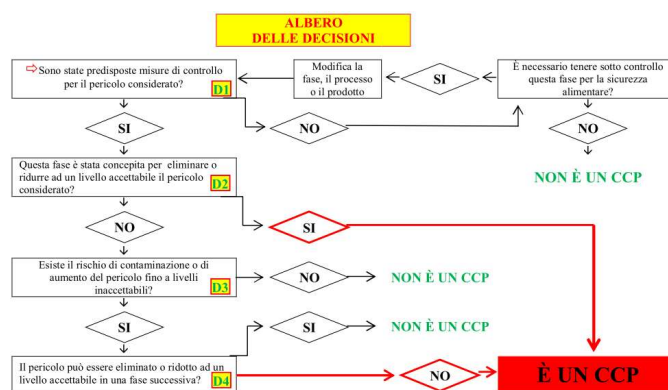 ALBERO
DELLE DECISIONI
⇨Sono state predisposte misure di controllo
per il pericolo considerato?
D1
Modifica la
fase, il processo
o il prodotto
SI
È necessario tenere sotto controllo
questa fase per la sicurezza
alimentare?
SI
NO
NO
NON È UN CCP
Questa fase è stata concepita per eliminare o
ridurre ad un livello accettabile il pericolo
considerato?
D2
NO
SI
Esiste il rischio di contaminazione o di
aumento del pericolo fino a livelli
inaccettabili?
D3
NO
NON È UN CCP
SI
SI
NON È UN CCP
Il pericolo può essere eliminato o ridotto ad un
livello accettabile in una fase successiva?
D4
NO
È UN CCP